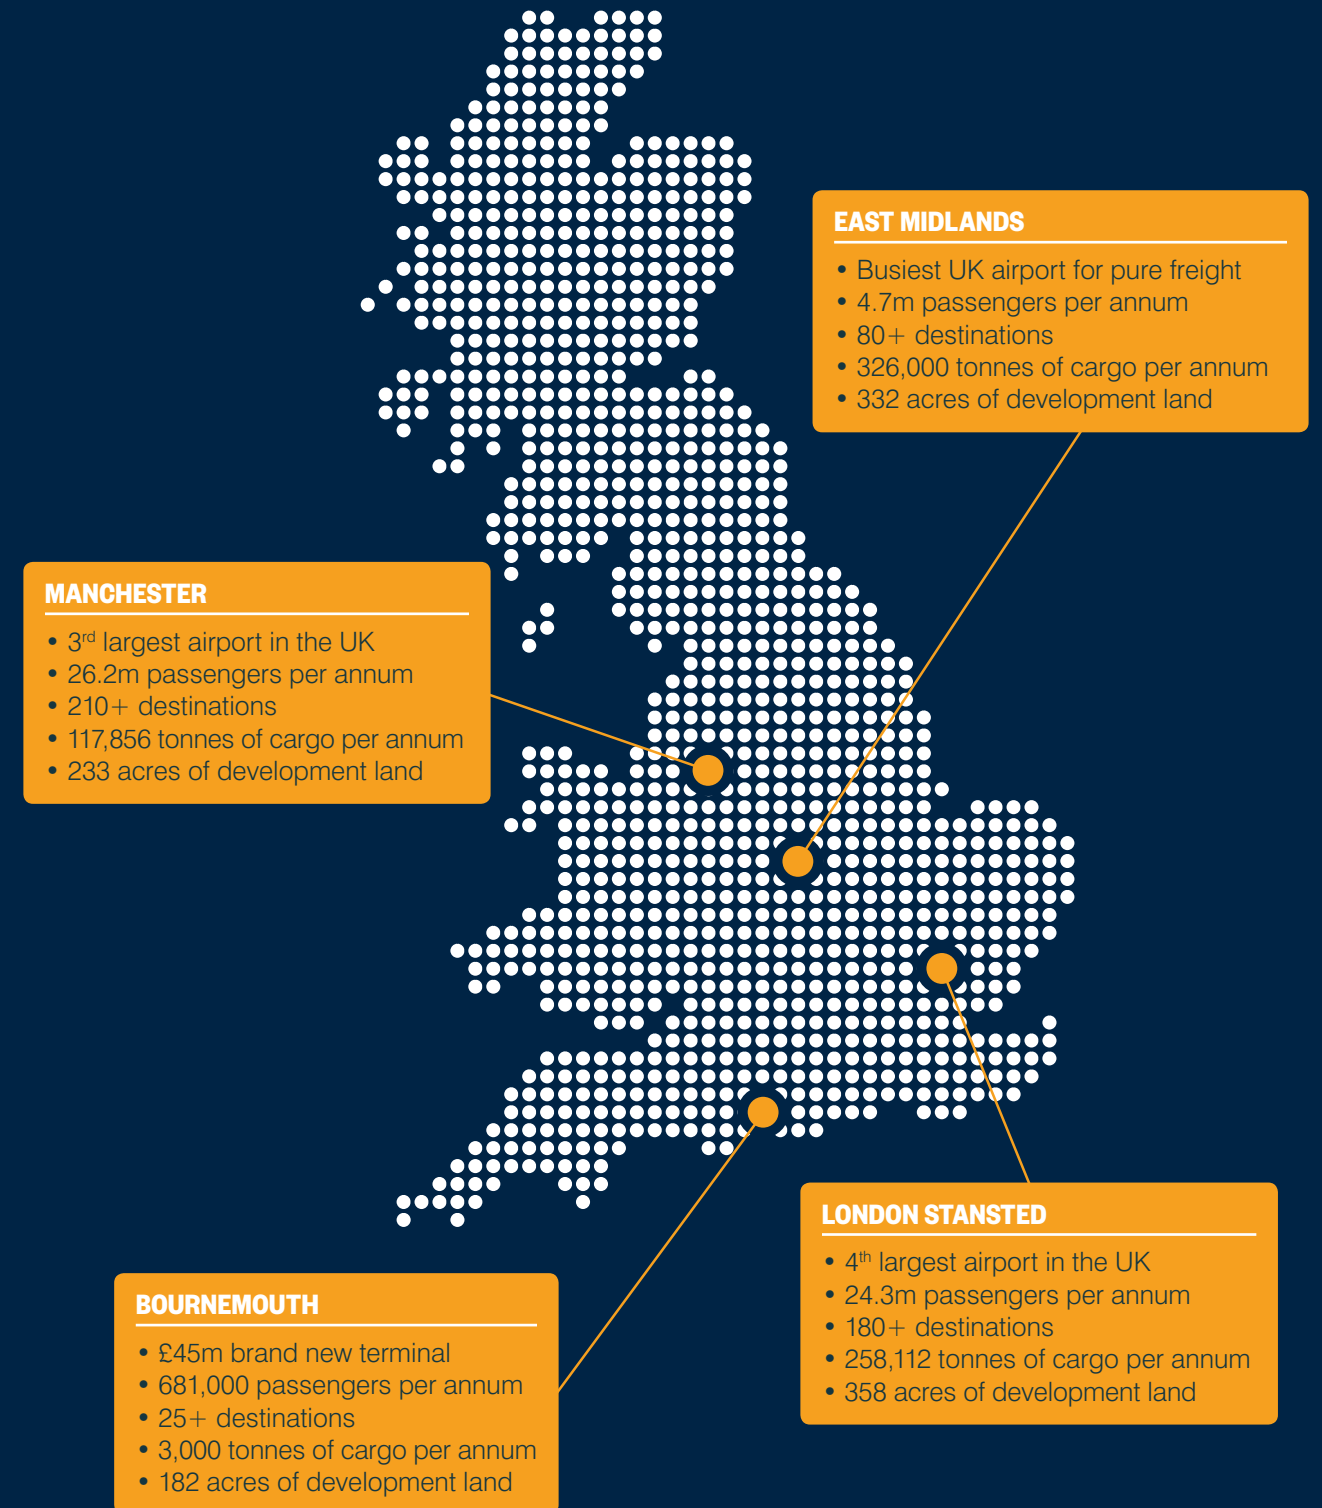 EAST MIDLANDS
• Busiest UK airport for pure freight
• 4.7m passengers per annum
• 80+ destinations
• 326,000 tonnes of cargo per annum
• 332 acres of development land
MANCHESTER
• 3rd largest airport in the UK
• 26.2m passengers per annum
• 210+ destinations
• 117,856 tonnes of cargo per annum
• 233 acres of development land
LONDON STANSTED
• 4th largest airport in the UK
• 24.3m passengers per annum
• 180+ destinations
• 258,112 tonnes of cargo per annum
• 358 acres of development land
BOURNEMOUTH
• £45m brand new terminal
• 681,000 passengers per annum
• 25+ destinations
• 3,000 tonnes of cargo per annum
• 182 acres of development land